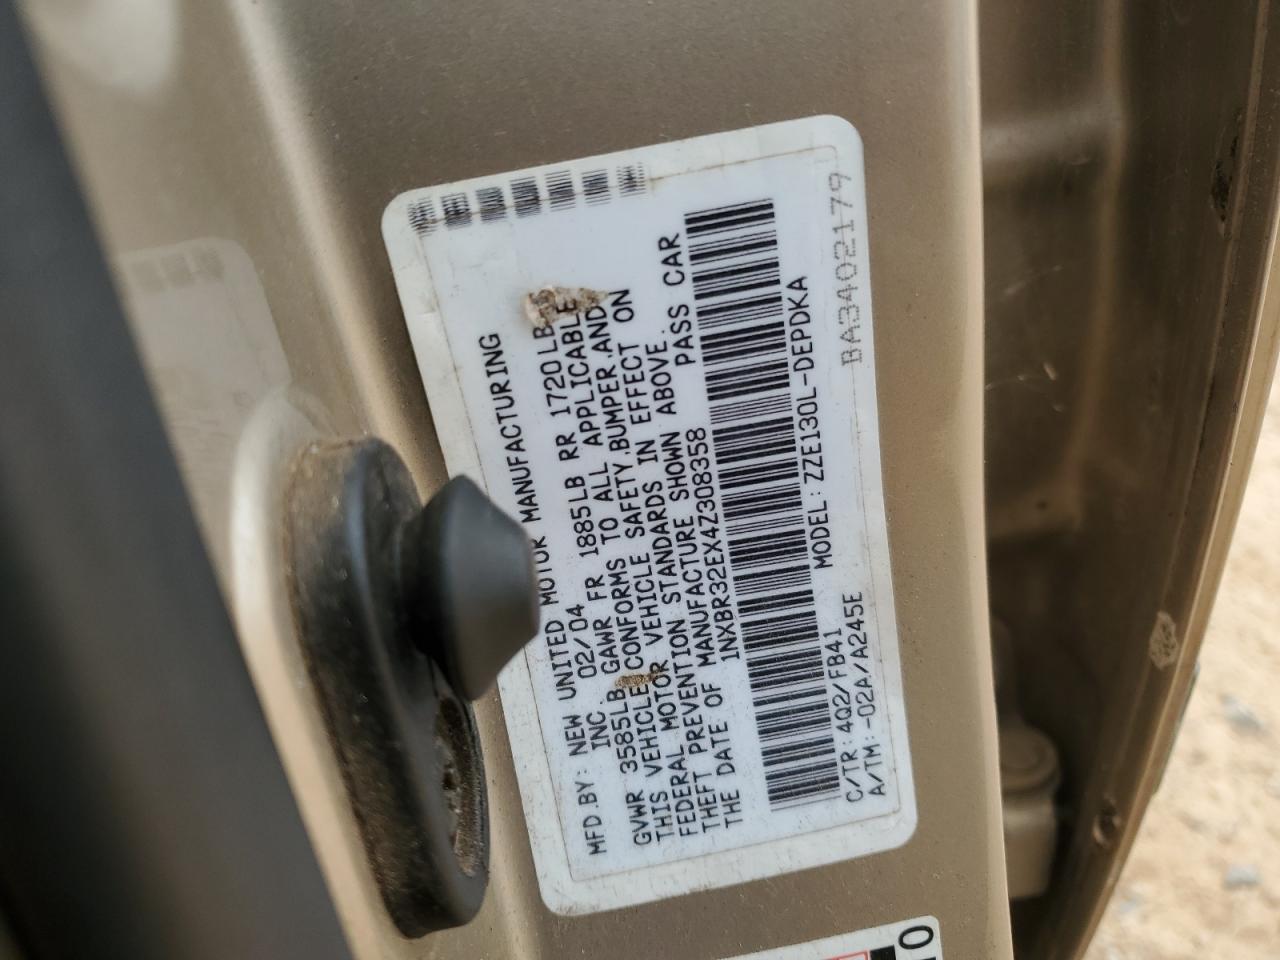 MFD.BY: NEW UNITED MOTOR MANUFACTURING
INC. 02/04
GVWR 3585LB GAWR FR 1885LB RR 1720LB
THIS VEHICLE CONFORMS TO ALL APPLICABLE
FEDERAL MOTOR VEHICLE SAFETY,BUMPER,AND
THEFT PREVENTION STANDARDS IN EFFECT ON
THE DATE OF MANUFACTURE SHOWN ABOVE.
1NXBR32EX4Z308358 PASS CAR
MODEL: ZZE130L-DEPDKA
C/TR: 4Q2/FB41
A/TM: -02A/A245E
BA3402179